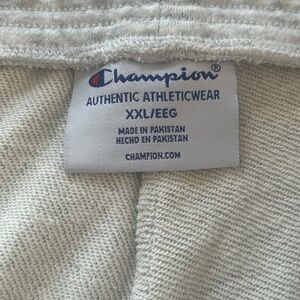 Champion®
AUTHENTIC ATHLETICWEAR
XXL/EEG
MADE IN PAKISTAN
HECHO EN PAKISTAN
CHAMPION.COM